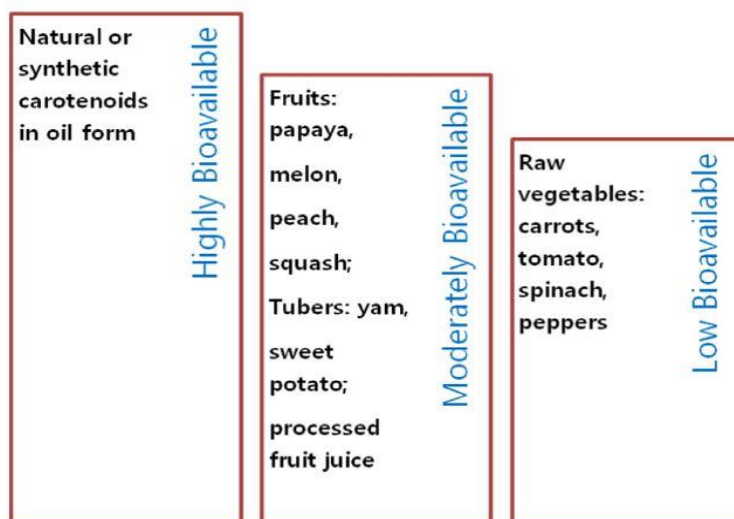 Natural or
synthetic
carotenoids
in oil form
Highly Bioavailable
Fruits:
papaya,
melon,
peach,
squash;
Tubers: yam,
sweet
potato;
processed
fruit juice
Moderately Bioavailable
Raw
vegetables:
carrots,
tomato,
spinach,
peppers
Low Bioavailable